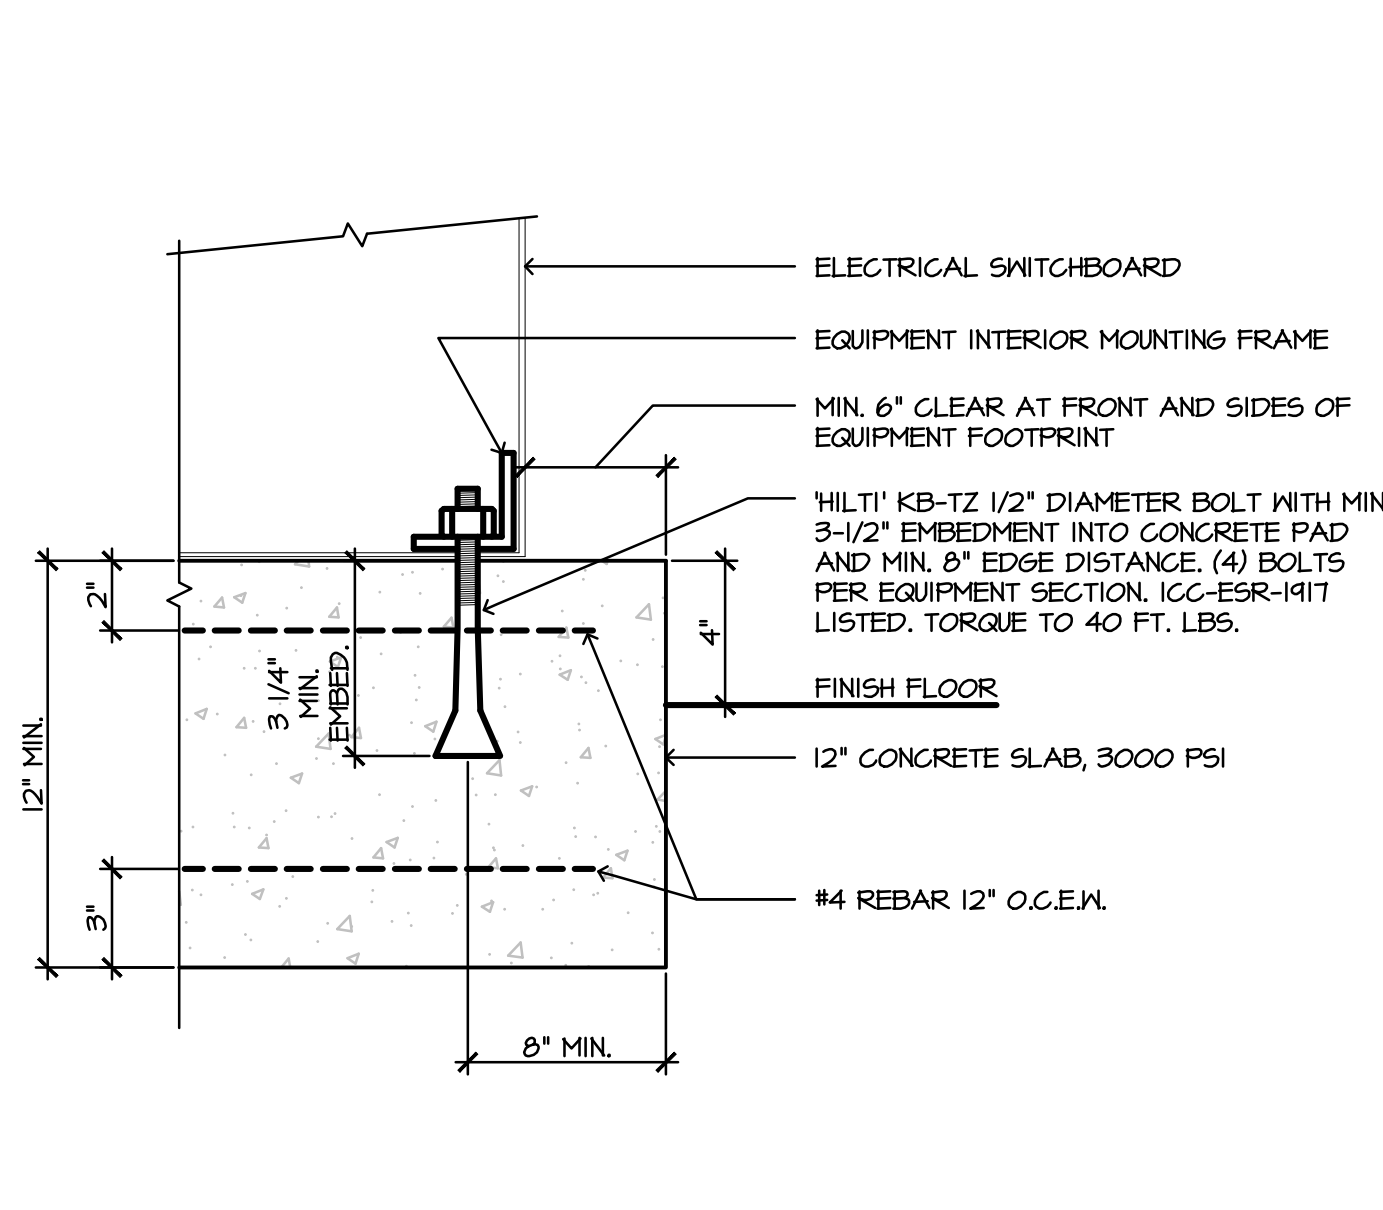 ELECTRICAL SWITCHBOARD
EQUIPMENT INTERIOR MOUNTING FRAME
MIN. 6" CLEAR AT FRONT AND SIDES OF
EQUIPMENT FOOTPRINT
'HILTI' KB-TZ 1/2" DIAMETER BOLT WITH MIN
3-1/2" EMBEDMENT INTO CONCRETE PAD
AND MIN. 8" EDGE DISTANCE. (4) BOLTS
PER EQUIPMENT SECTION. ICC-ESR-1917
LISTED. TORQUE TO 40 FT. LBS.
2"
4"
3 1/4"
MIN.
EMBED.
FINISH FLOOR
12" MIN.
12" CONCRETE SLAB, 3000 PSI
3"
#4 REBAR 12" O.C.E.W.
8" MIN.